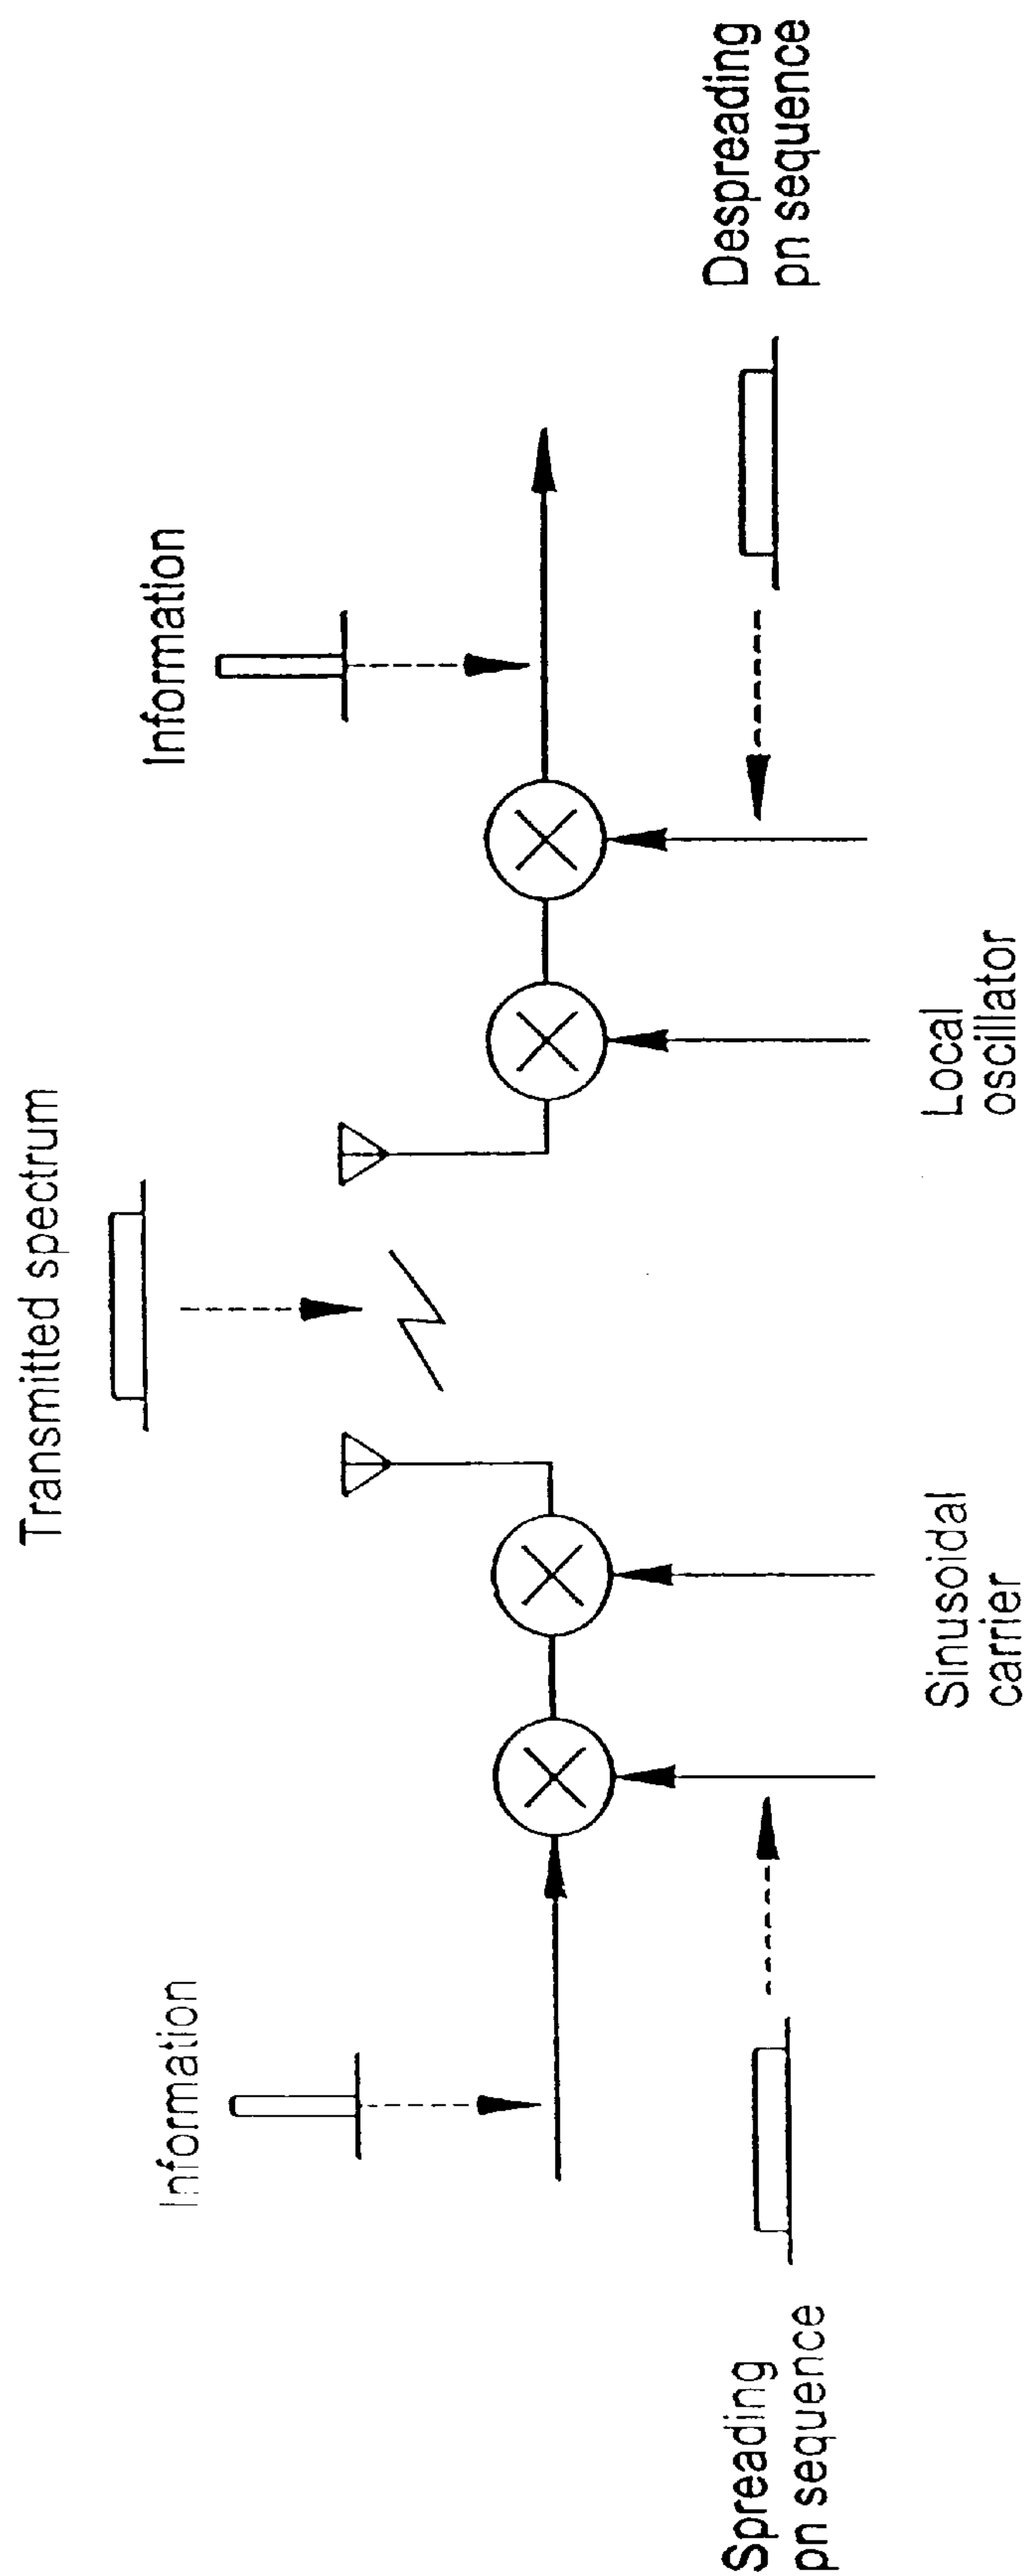 Transmitted spectrum
Information
Information
Spreading
pn sequence
Despreading
pn sequence
Sinusoidal
carrier
Local
oscillator